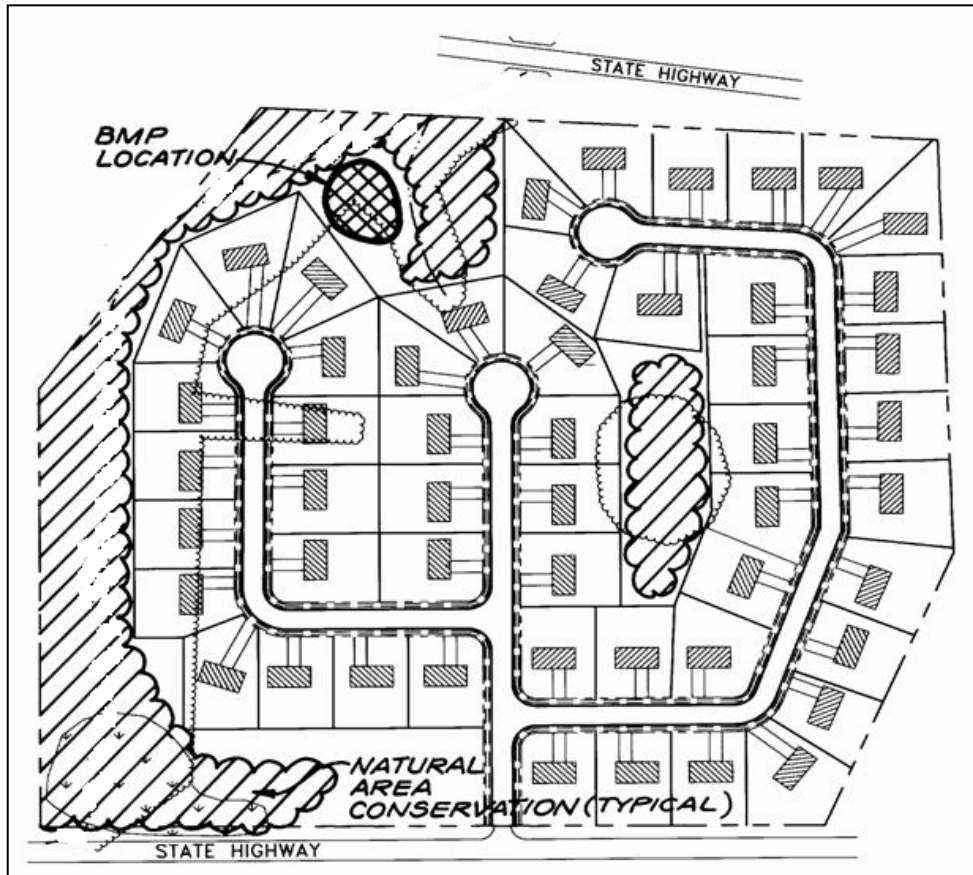 STATE HIGHWAY
BMP
LOCATION
NATURAL
AREA
CONSERVATION (TYPICAL)
STATE HIGHWAY